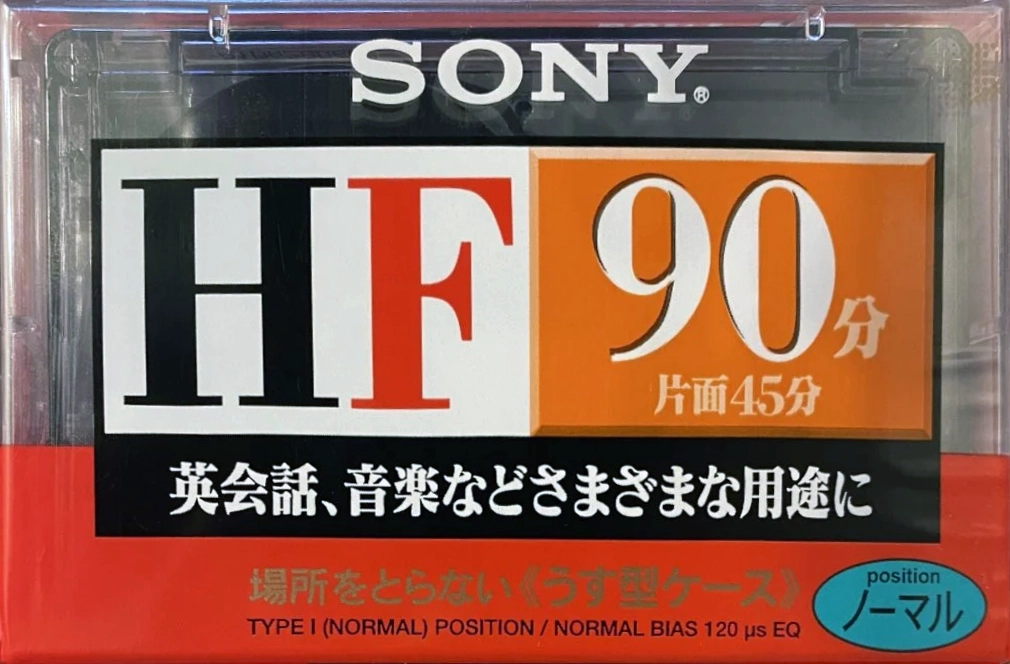 SONY®
HF 90分
片面45分
英会話、音楽などさまざまな用途に
場所をとらない《うす型ケース》
TYPE I (NORMAL) POSITION / NORMAL BIAS 120 µs EQ
position
ノーマル